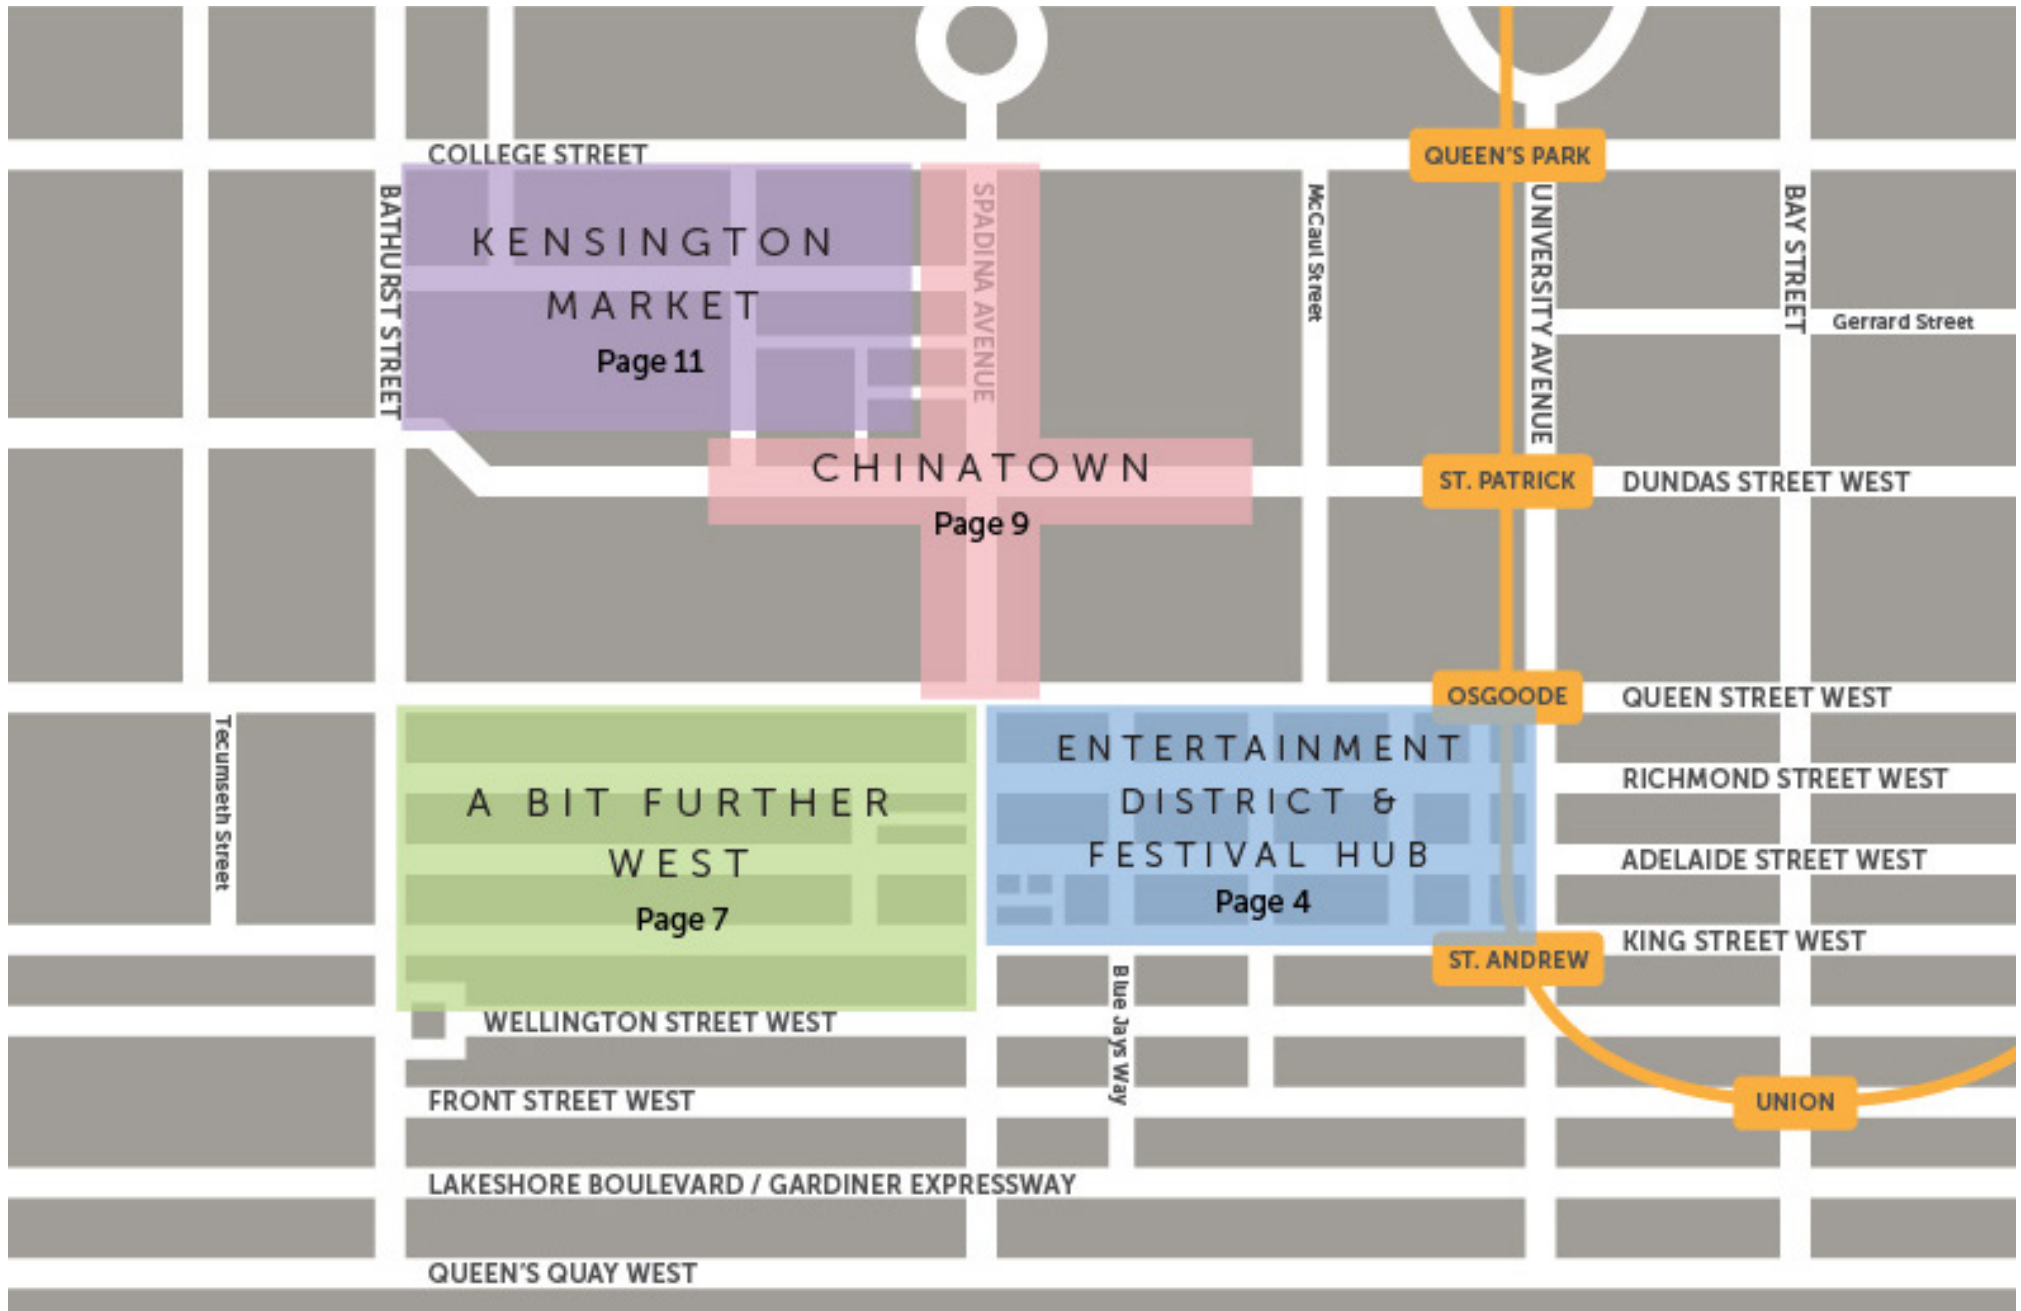 COLLEGE STREET
QUEEN'S PARK
BATHURST STREET
KENSINGTON
MARKET
Page 11
SPADINA AVENUE
McCaul Street
UNIVERSITY AVENUE
BAY STREET
Gerrard Street
CHINATOWN
Page 9
ST. PATRICK
DUNDAS STREET WEST
OSGOODE
QUEEN STREET WEST
Tecumseth Street
A BIT FURTHER
WEST
Page 7
ENTERTAINMENT
DISTRICT &
FESTIVAL HUB
Page 4
RICHMOND STREET WEST
ADELAIDE STREET WEST
KING STREET WEST
ST. ANDREW
Blue Jays Way
WELLINGTON STREET WEST
FRONT STREET WEST
UNION
LAKESHORE BOULEVARD / GARDINER EXPRESSWAY
QUEEN'S QUAY WEST